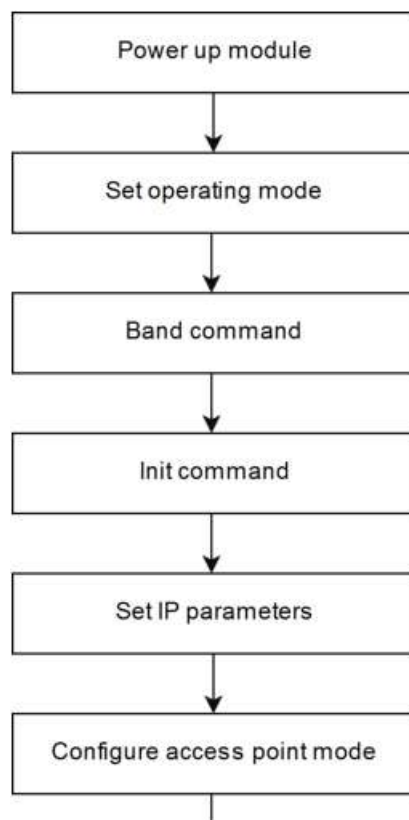 Power up module
Set operating mode
Band command
Init command
Set IP parameters
Configure access point mode